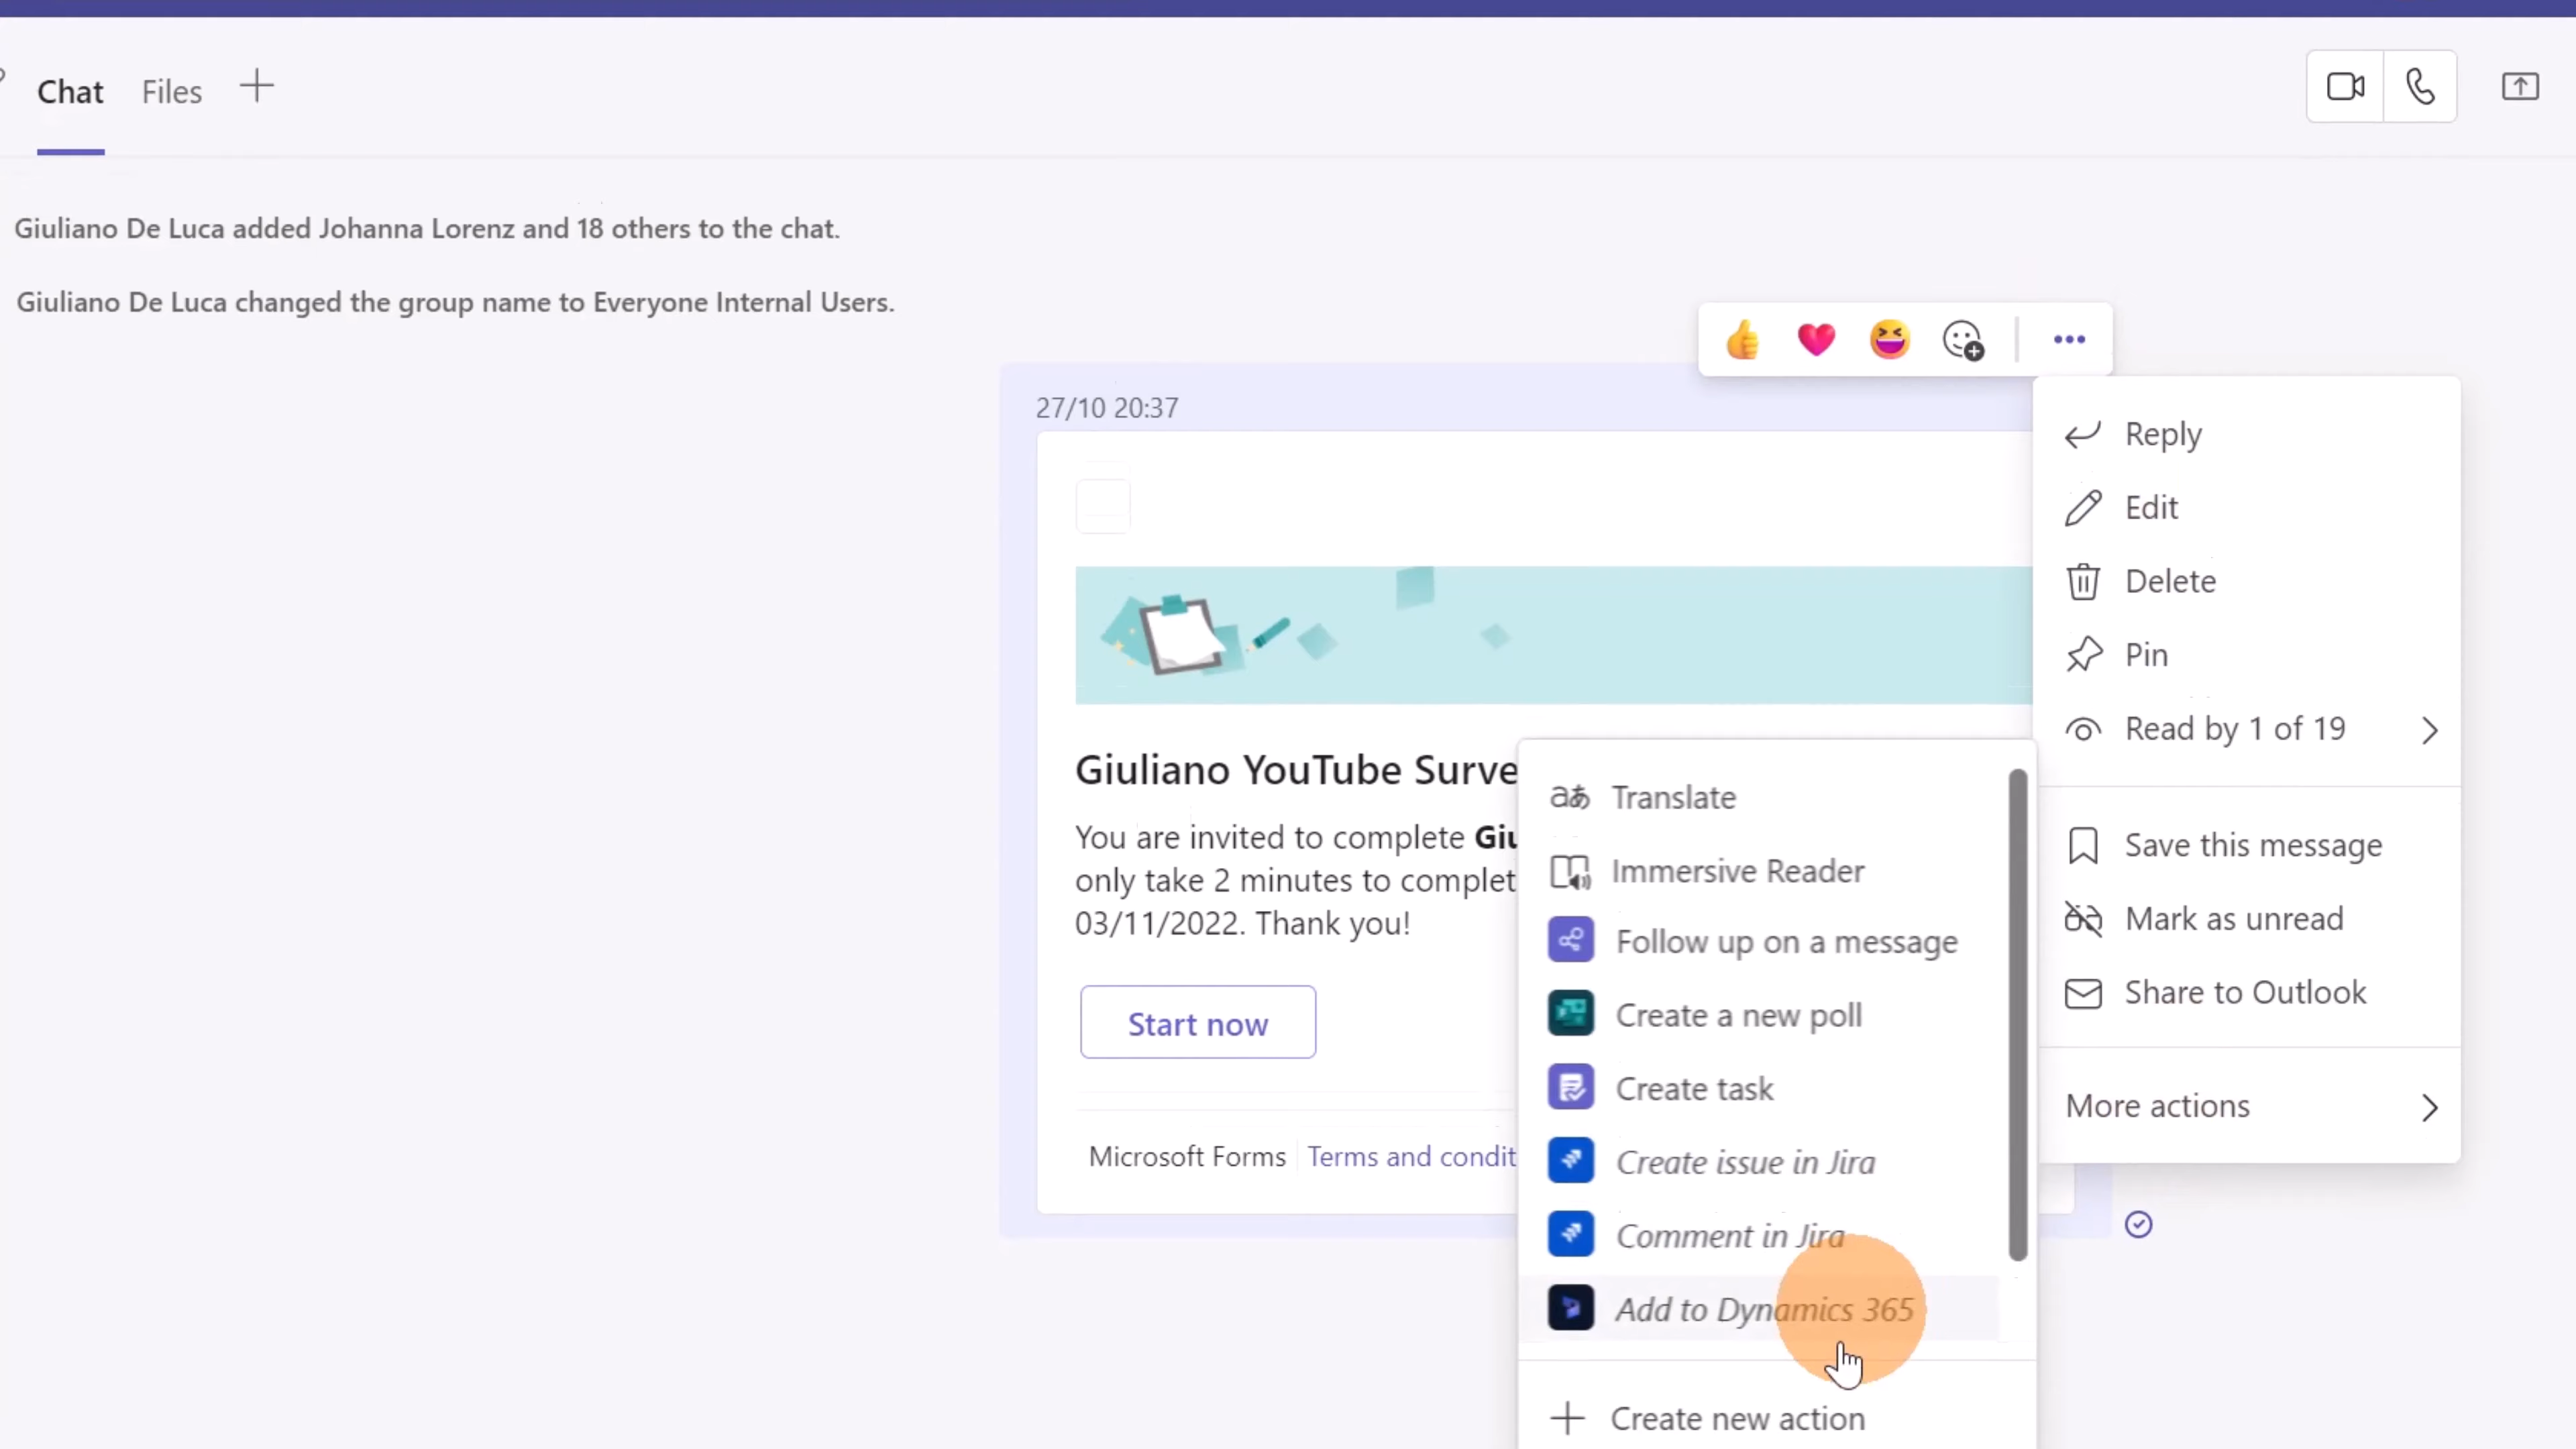 Chat
Files
Giuliano De Luca added Johanna Lorenz and 18 others to the chat.
Giuliano De Luca changed the group name to Everyone Internal Users.
27/10 20:37
Giuliano YouTube Surve
You are invited to complete Giu
only take 2 minutes to complet
03/11/2022. Thank you!
Start now
Microsoft Forms
Terms and condit
Reply
Edit
Delete
Pin
Read by 1 of 19
Save this message
Mark as unread
Share to Outlook
More actions
Translate
Immersive Reader
Follow up on a message
Create a new poll
Create task
Create issue in Jira
Comment in Jira
Add to Dynamics 365
Create new action